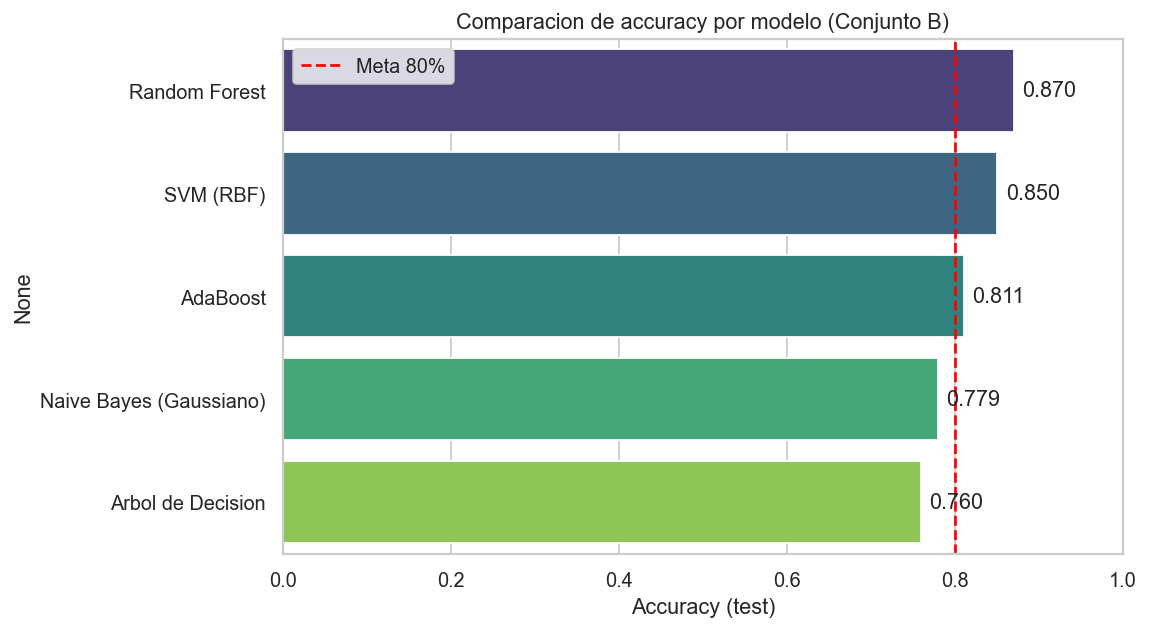 Comparacion de accuracy por modelo (Conjunto B)
Meta 80%
Random Forest
0.870
SVM (RBF)
0.850
AdaBoost
0.811
Naive Bayes (Gaussiano)
0.779
Arbol de Decision
0.760
None
0.0 0.2 0.4 0.6 0.8 1.0
Accuracy (test)